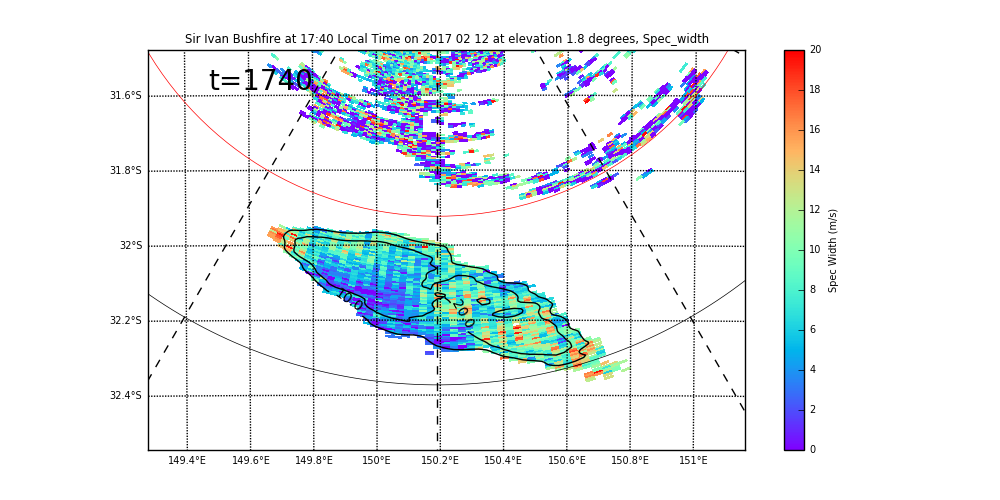 Sir Ivan Bushfire at 17:40 Local Time on 2017 02 12 at elevation 1.8 degrees, Spec_width
t=1740
31.6°S
31.8°S
32°S
32.2°S
32.4°S
149.4°E 149.6°E 149.8°E 150°E 150.2°E 150.4°E 150.6°E 150.8°E 151°E
10.0
20
18
16
14
12
10
8
6
4
2
0
Spec Width (m/s)